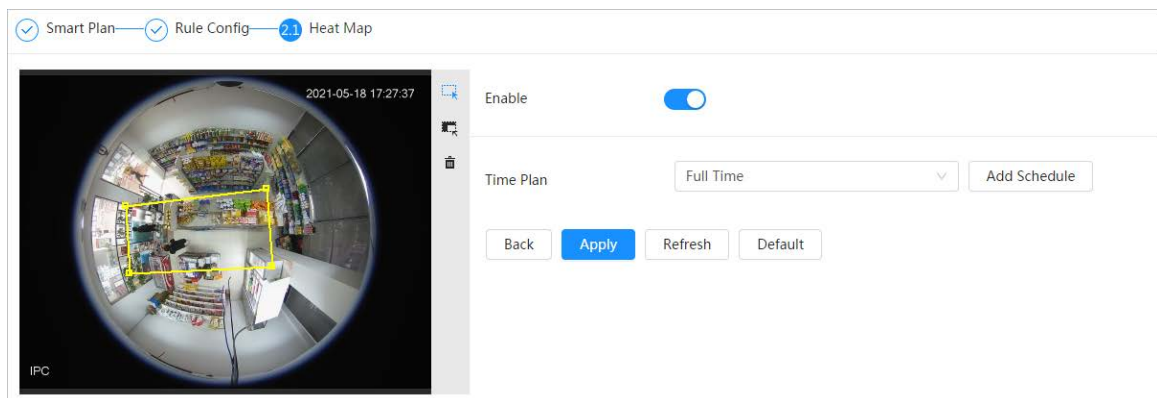 Smart Plan Rule Config 2.1 Heat Map
2021-05-18 17:27:37
IPC
Enable
Time Plan Full Time Add Schedule
Back Apply Refresh Default